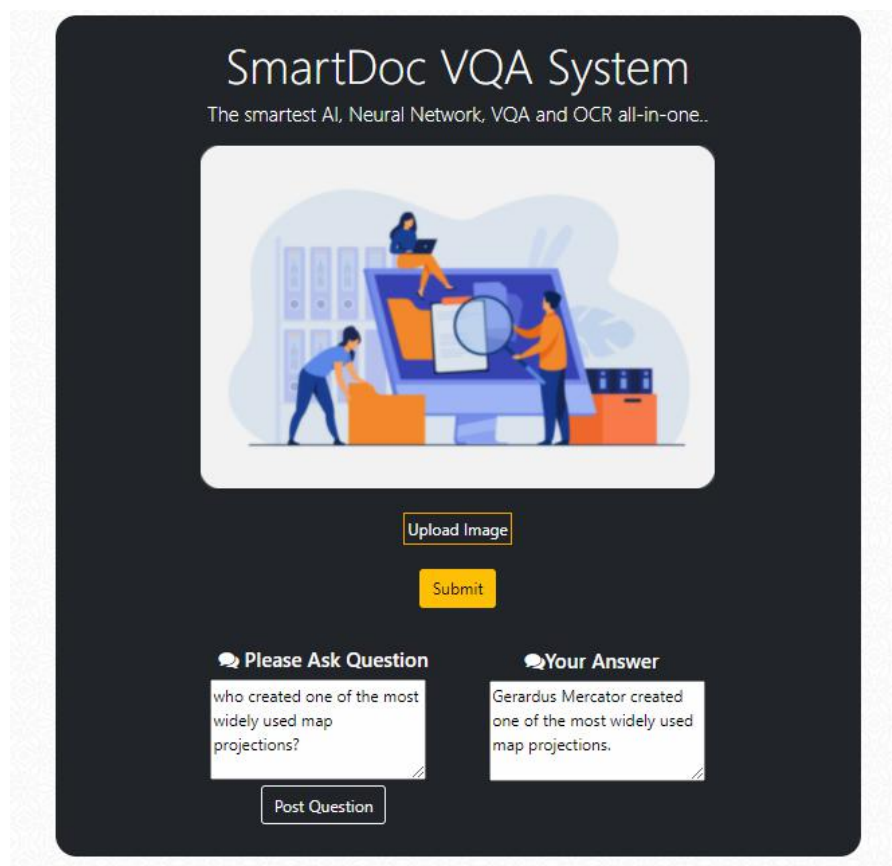 SmartDoc VQA System
The smartest AI, Neural Network, VQA and OCR all-in-one..
Upload Image
Submit
Please Ask Question
who created one of the most
widely used map
projections?
Post Question
Your Answer
Gerardus Mercator created
one of the most widely used
map projections.